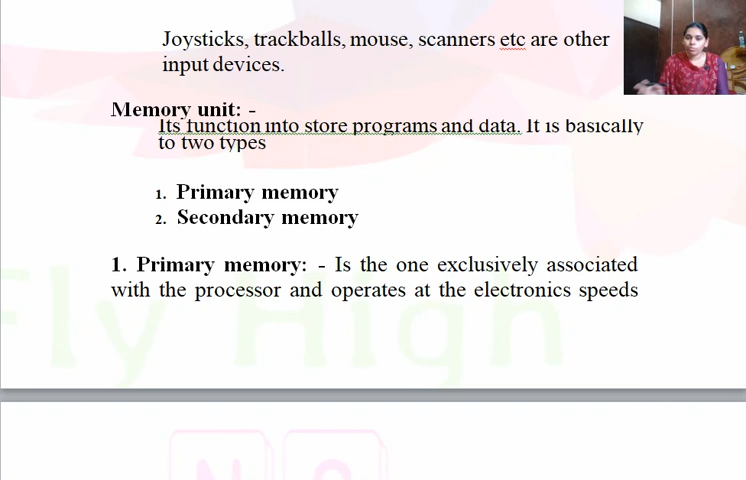 Joysticks, trackballs, mouse, scanners etc are other
input devices.
Memory unit: -
Its function into store programs and data. It is basically
to two types
1. Primary memory
2. Secondary memory
1. Primary memory: - Is the one exclusively associated
with the processor and operates at the electronics speeds
Fly High
N G